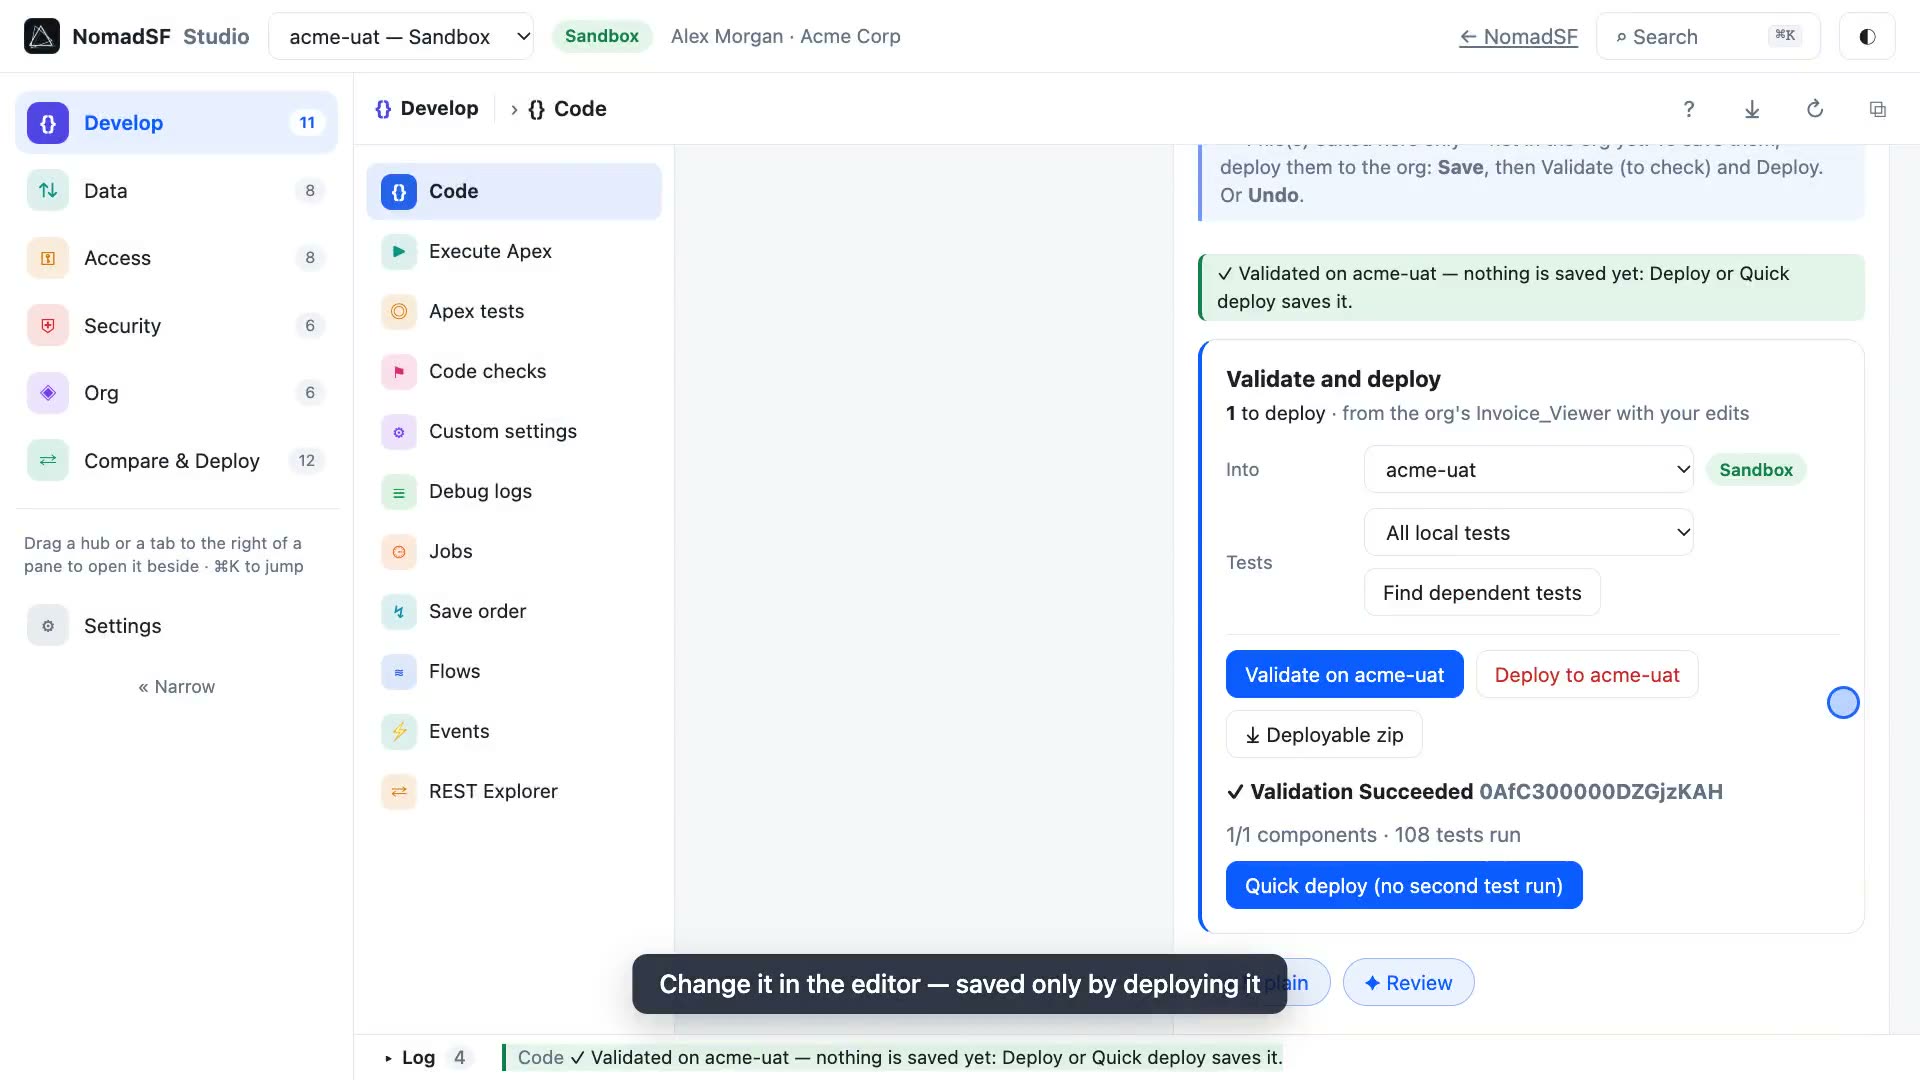 NomadSF Studio
acme-uat — Sandbox
Sandbox
Alex Morgan · Acme Corp
← NomadSF
Search
⌘K
{} Develop 11
Data 8
Access 8
Security 6
Org 6
Compare & Deploy 12
Drag a hub or a tab to the right of a
pane to open it beside · ⌘K to jump
Settings
« Narrow
{} Develop › {} Code
?
{} Code
Execute Apex
Apex tests
Code checks
Custom settings
Debug logs
Jobs
Save order
Flows
Events
REST Explorer
deploy them to the org: Save, then Validate (to check) and Deploy.
Or Undo.
✓ Validated on acme-uat — nothing is saved yet: Deploy or Quick
deploy saves it.
Validate and deploy
1 to deploy · from the org's Invoice_Viewer with your edits
Into
acme-uat
Sandbox
Tests
All local tests
Find dependent tests
Validate on acme-uat
Deploy to acme-uat
Deployable zip
✓ Validation Succeeded 0AfC300000DZGjzKAH
1/1 components · 108 tests run
Quick deploy (no second test run)
Change it in the editor — saved only by deploying it
plain
Review
Log 4
Code ✓ Validated on acme-uat — nothing is saved yet: Deploy or Quick deploy saves it.